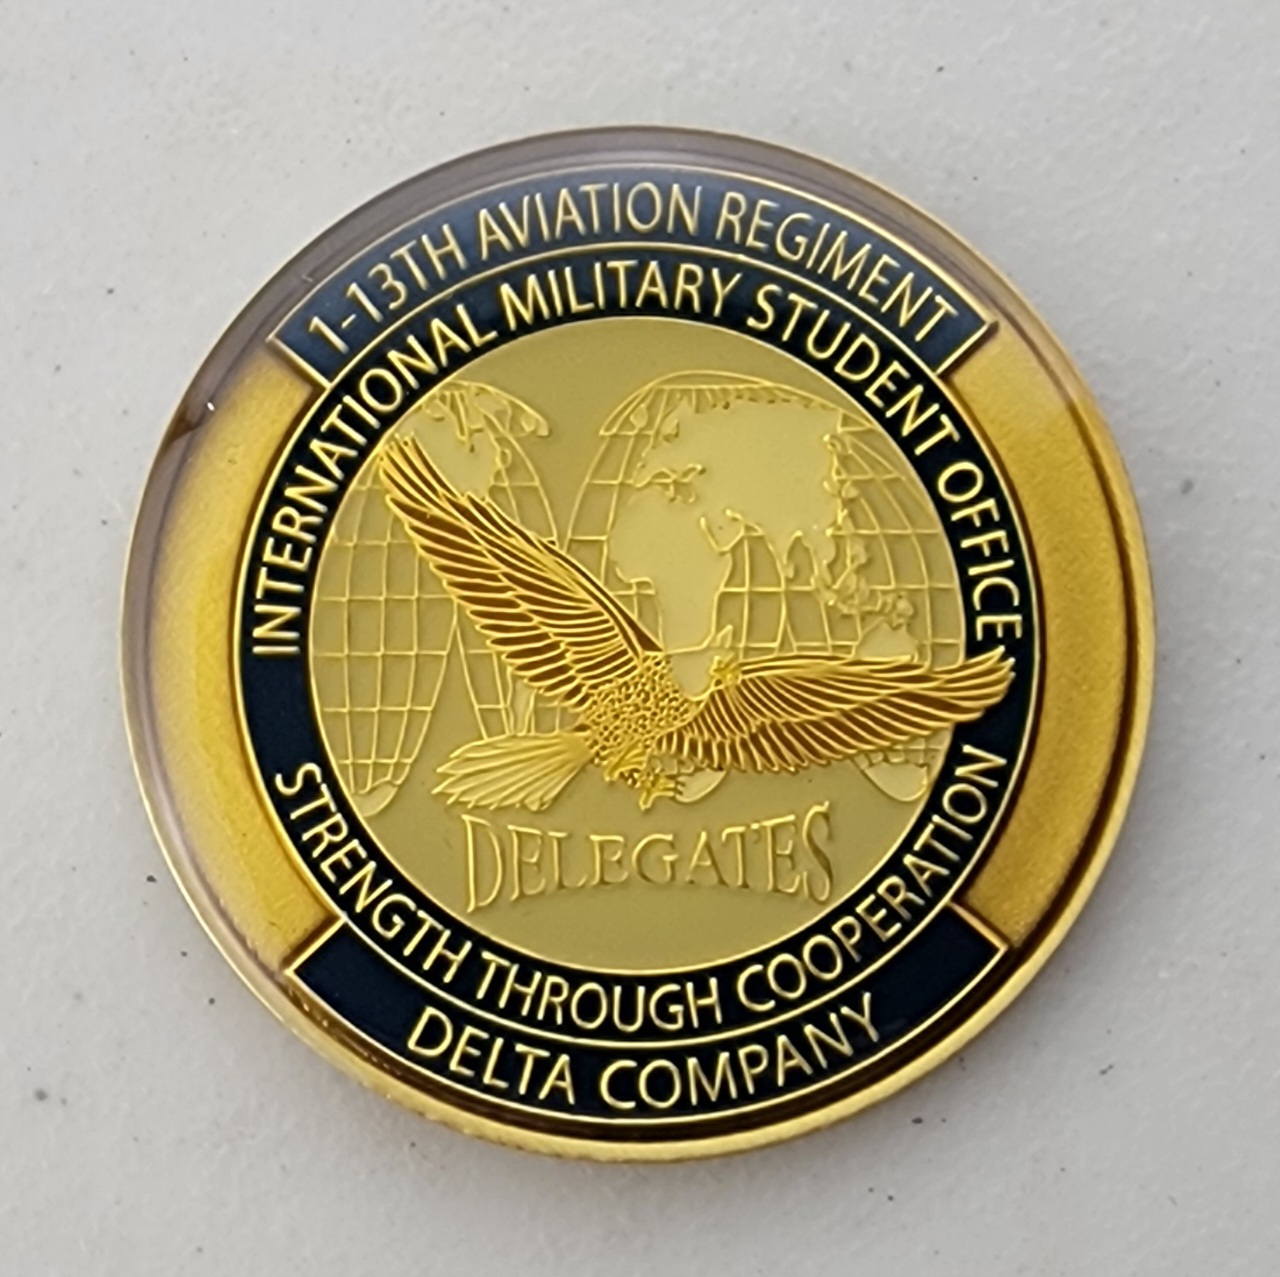 1-13TH AVIATION REGIMENT
INTERNATIONAL MILITARY STUDENT OFFICE
DELEGATES
STRENGTH THROUGH COOPERATION
DELTA COMPANY